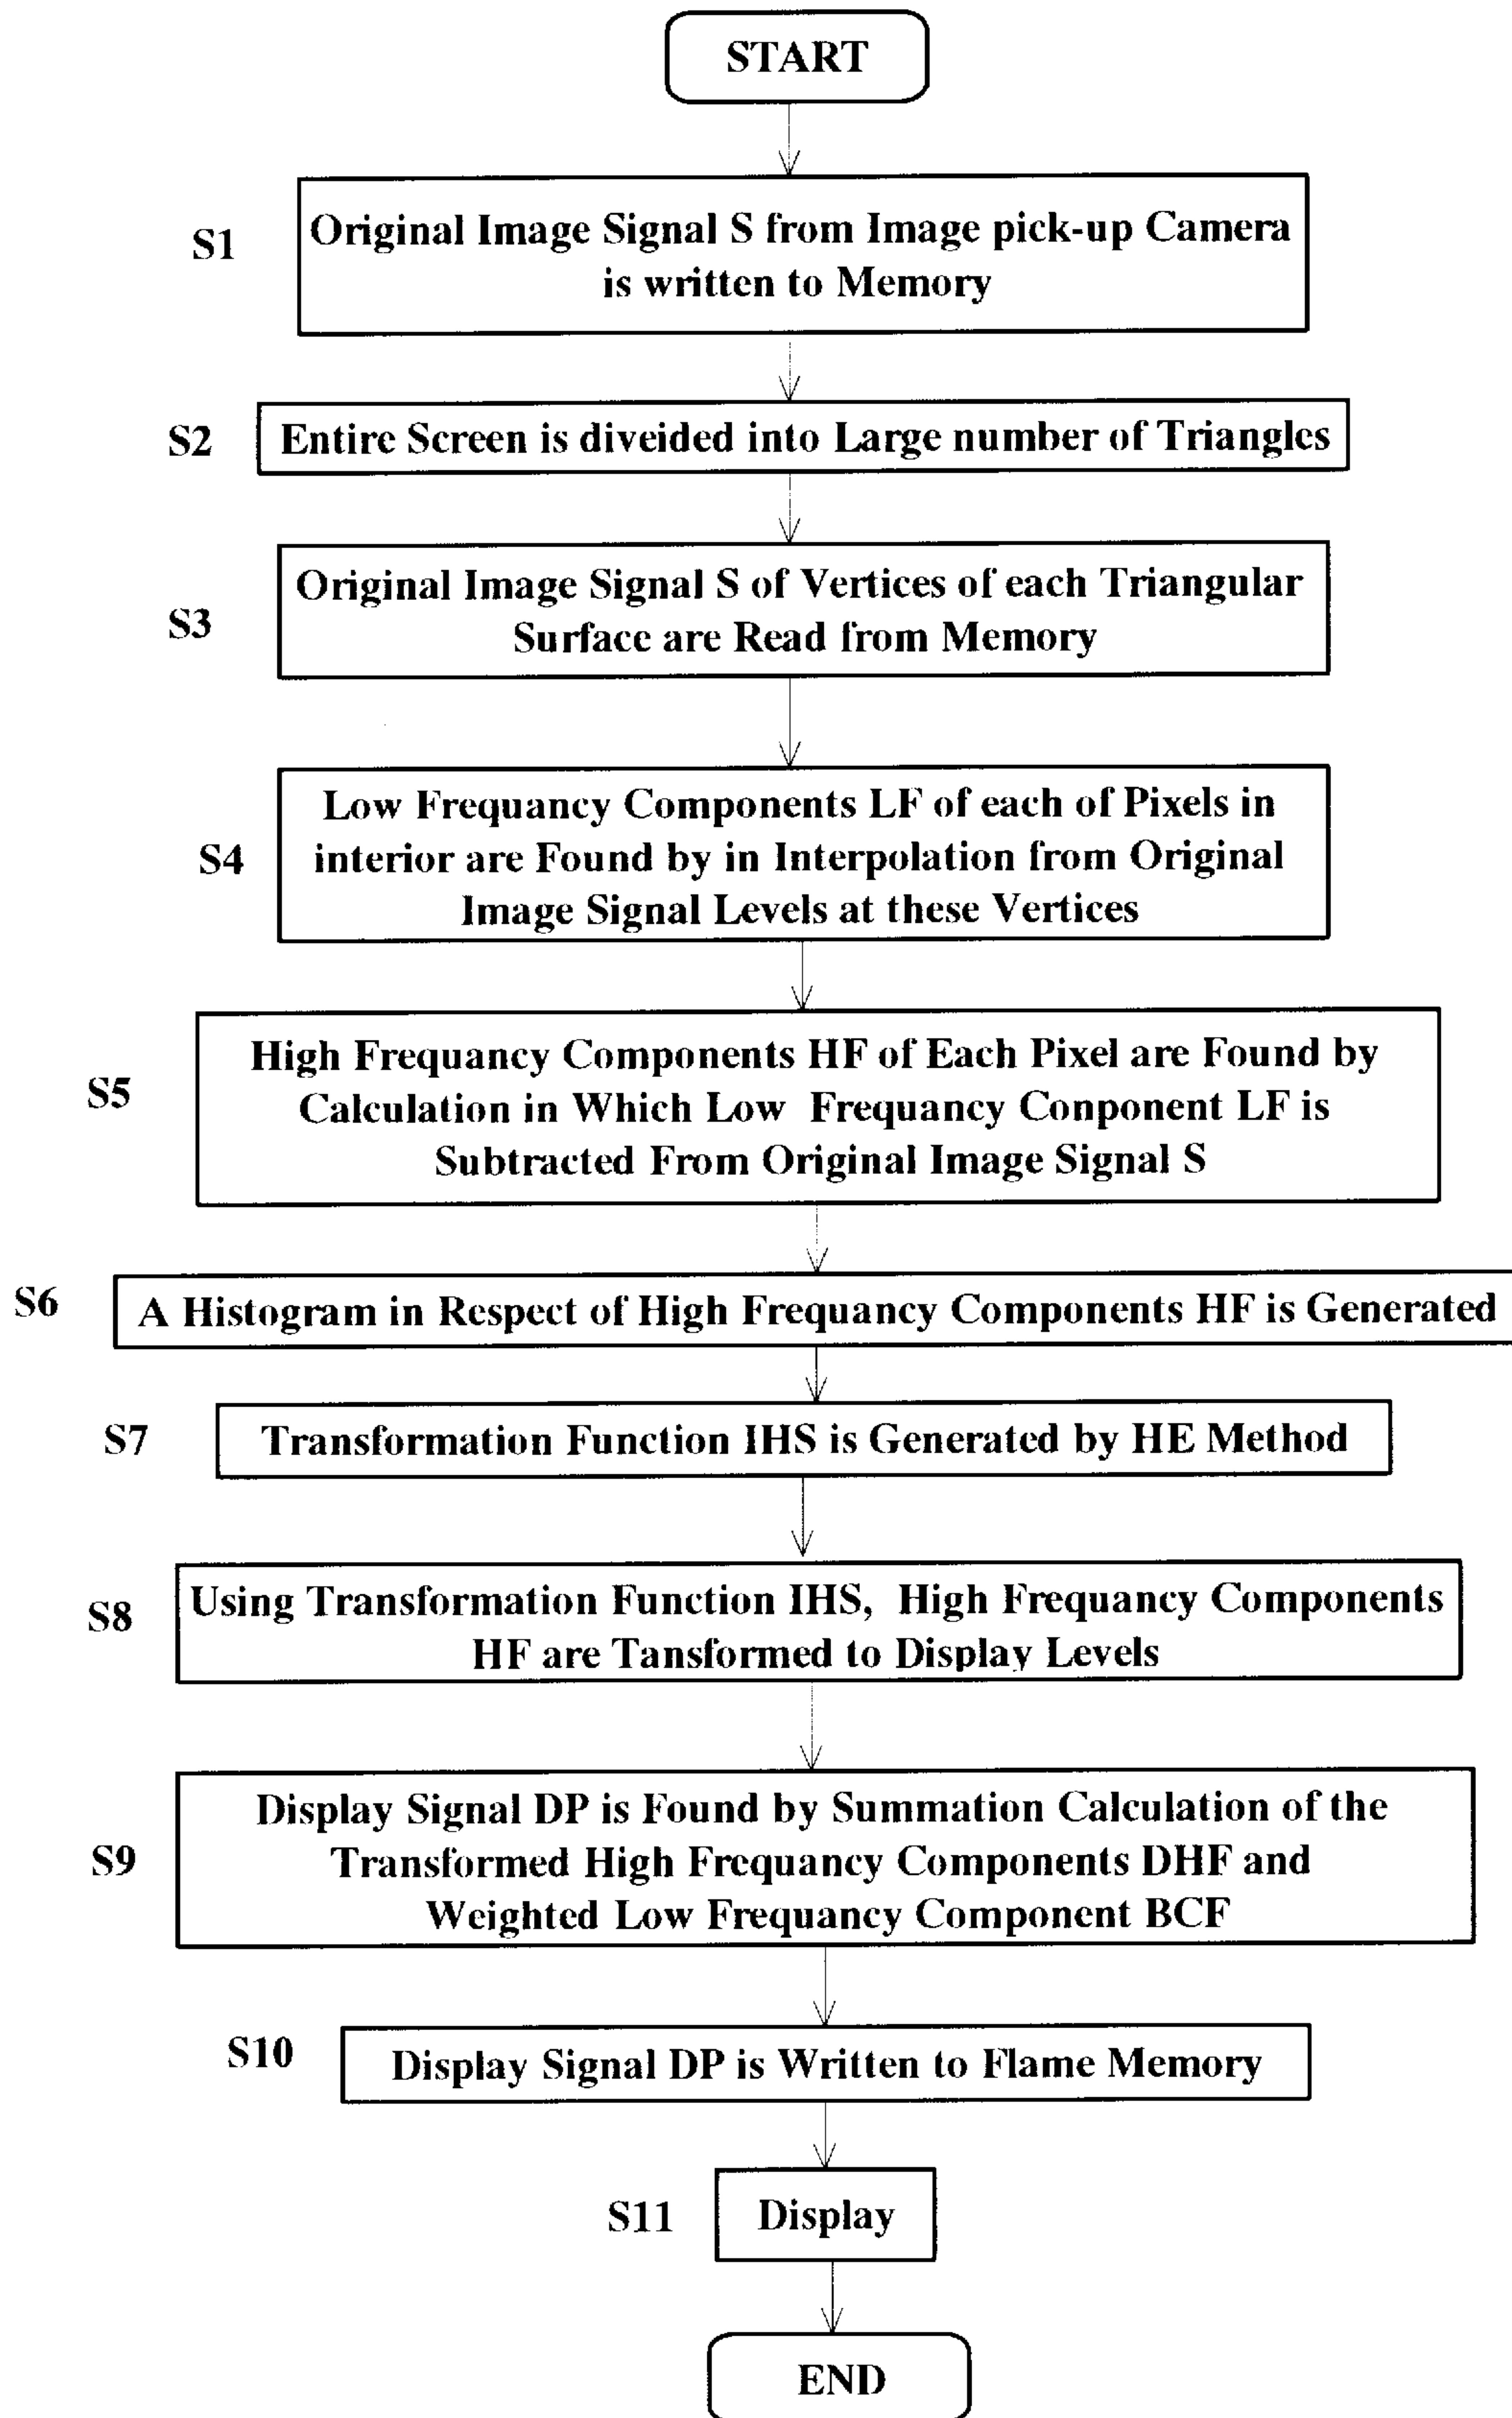 START
S1
Original Image Signal S from Image pick-up Camera
is written to Memory
S2
Entire Screen is diveided into Large number of Triangles
S3
Original Image Signal S of Vertices of each Triangular
Surface are Read from Memory
S4
Low Frequancy Components LF of each of Pixels in
interior are Found by in Interpolation from Original
Image Signal Levels at these Vertices
S5
High Frequancy Components HF of Each Pixel are Found by
Calculation in Which Low Frequancy Conponent LF is
Subtracted From Original Image Signal S
S6
A Histogram in Respect of High Frequancy Components HF is Generated
S7
Transformation Function IHS is Generated by HE Method
S8
Using Transformation Function IHS, High Frequancy Components
HF are Tansformed to Display Levels
S9
Display Signal DP is Found by Summation Calculation of the
Transformed High Frequancy Components DHF and
Weighted Low Frequancy Component BCF
S10
Display Signal DP is Written to Flame Memory
S11
Display
END